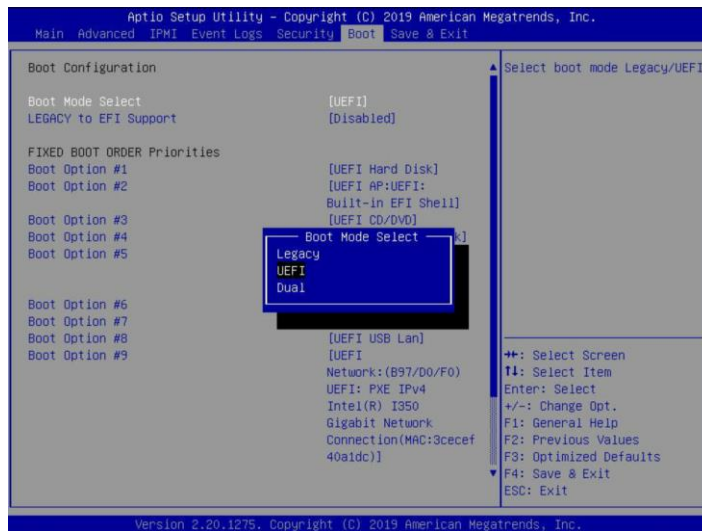 Aptio Setup Utility – Copyright (C) 2019 American Megatrends, Inc.
Main Advanced IPMI Event Logs Security Boot Save & Exit
Boot Configuration
Boot Mode Select [UEFI]
LEGACY to EFI Support [Disabled]
FIXED BOOT ORDER Priorities
Boot Option #1 [UEFI Hard Disk]
Boot Option #2 [UEFI AP:UEFI:
Built-in EFI Shell]
Boot Option #3 [UEFI CD/DVD]
Boot Option #4 k]
Boot Option #5
Boot Option #6
Boot Option #7
Boot Option #8 [UEFI USB Lan]
Boot Option #9 [UEFI
Network:(B97/D0/F0)
UEFI: PXE IPv4
Intel(R) I350
Gigabit Network
Connection(MAC:3cecef
40a1dc)]
Boot Mode Select
Legacy
UEFI
Dual
Select boot mode Legacy/UEFI
→←: Select Screen
↑↓: Select Item
Enter: Select
+/-: Change Opt.
F1: General Help
F2: Previous Values
F3: Optimized Defaults
F4: Save & Exit
ESC: Exit
Version 2.20.1275. Copyright (C) 2019 American Megatrends, Inc.